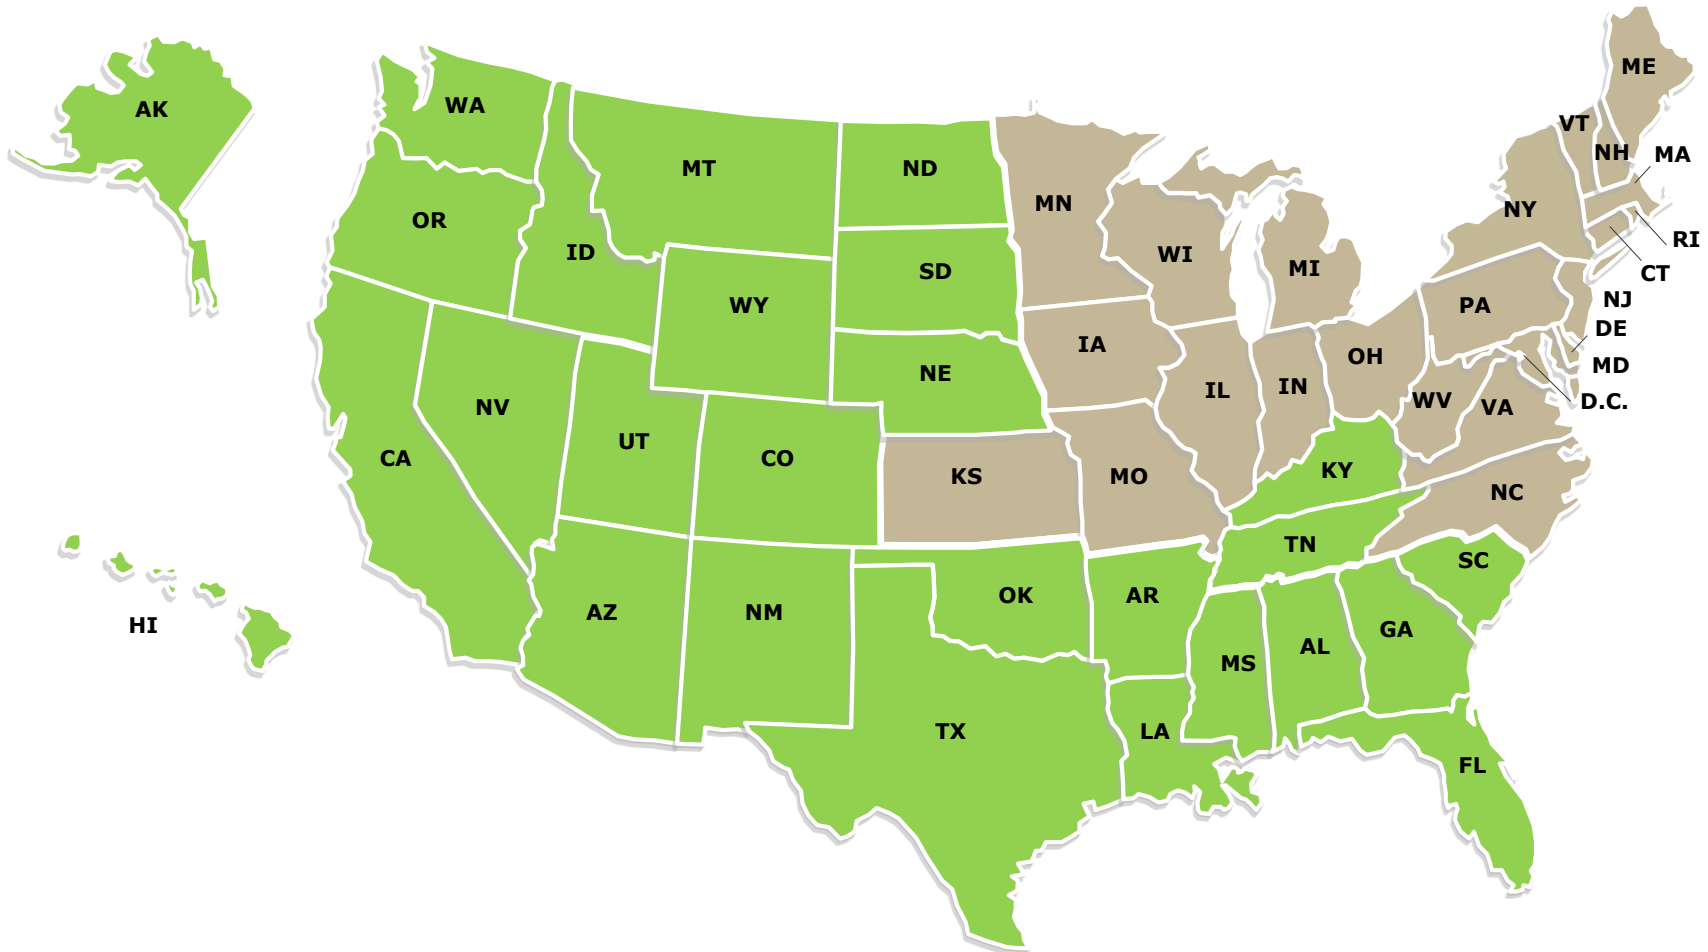 ME
AK
WA
VT
NH
MA
MT
ND
MN
NY
OR
RI
ID
SD
WI
MI
CT
WY
PA
NJ
DE
IA
OH
MD
NE
IL
IN
WV
VA
D.C.
NV
UT
CO
CA
KS
MO
KY
NC
TN
SC
AZ
NM
OK
AR
HI
GA
AL
MS
TX
LA
FL